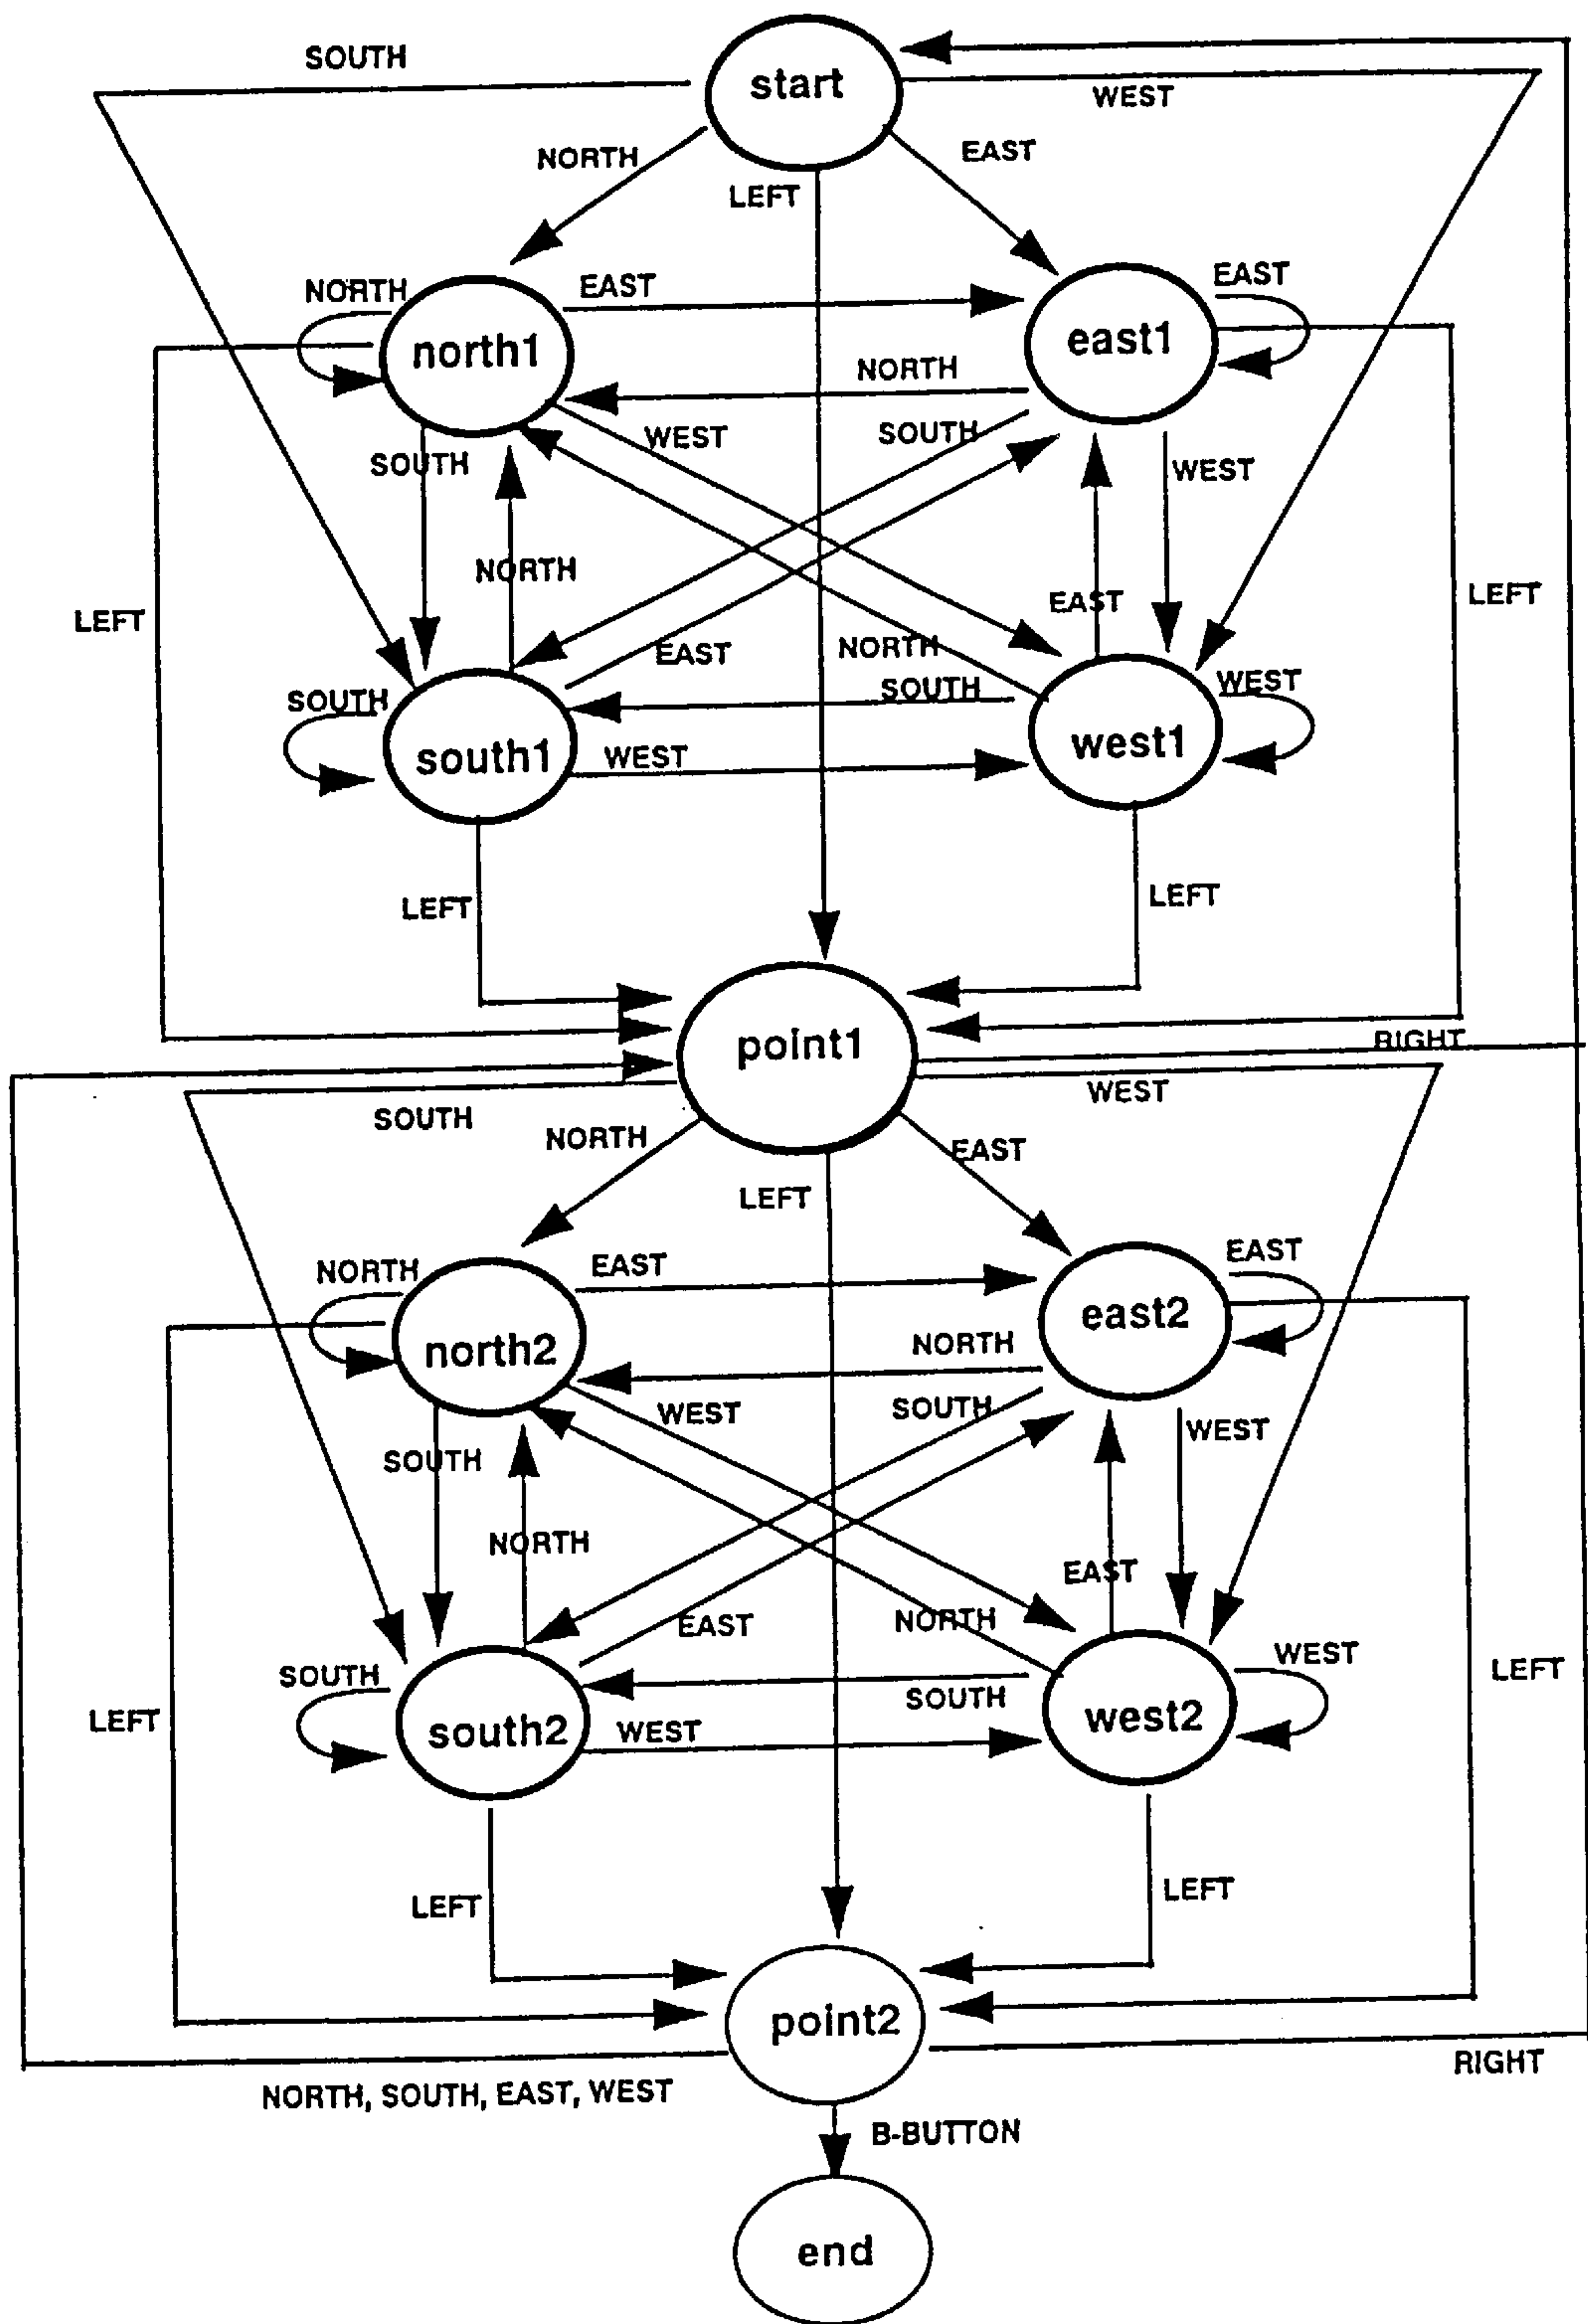 SOUTH
start
WEST
NORTH
EAST
LEFT
NORTH
EAST
EAST
north1
east1
NORTH
WEST
SOUTH
SOUTH
WEST
NORTH
EAST
LEFT
LEFT
EAST
NORTH
SOUTH
SOUTH
WEST
south1
WEST
west1
LEFT
LEFT
point1
RIGHT
SOUTH
WEST
NORTH
EAST
LEFT
NORTH
EAST
EAST
north2
east2
NORTH
WEST
SOUTH
SOUTH
WEST
NORTH
EAST
EAST
NORTH
SOUTH
WEST
LEFT
LEFT
SOUTH
south2
WEST
west2
LEFT
LEFT
point2
RIGHT
NORTH, SOUTH, EAST, WEST
B-BUTTON
end